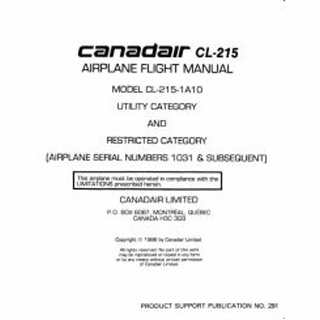 canadair CL-215
AIRPLANE FLIGHT MANUAL
MODEL CL-215-1A10
UTILITY CATEGORY
AND
RESTRICTED CATEGORY
(AIRPLANE SERIAL NUMBERS 1031 & SUBSEQUENT)
This airplane must be operated in compliance with the
LIMITATIONS prescribed herein.
CANADAIR LIMITED
P.O. BOX 6087, MONTREAL, QUEBEC
CANADA H3C 3G9
Copyright © by Canadair Limited
All rights reserved. No part of this work
may be reproduced or copied in any form
or by any means without written permission
of Canadair Limited.
PRODUCT SUPPORT PUBLICATION NO. 291